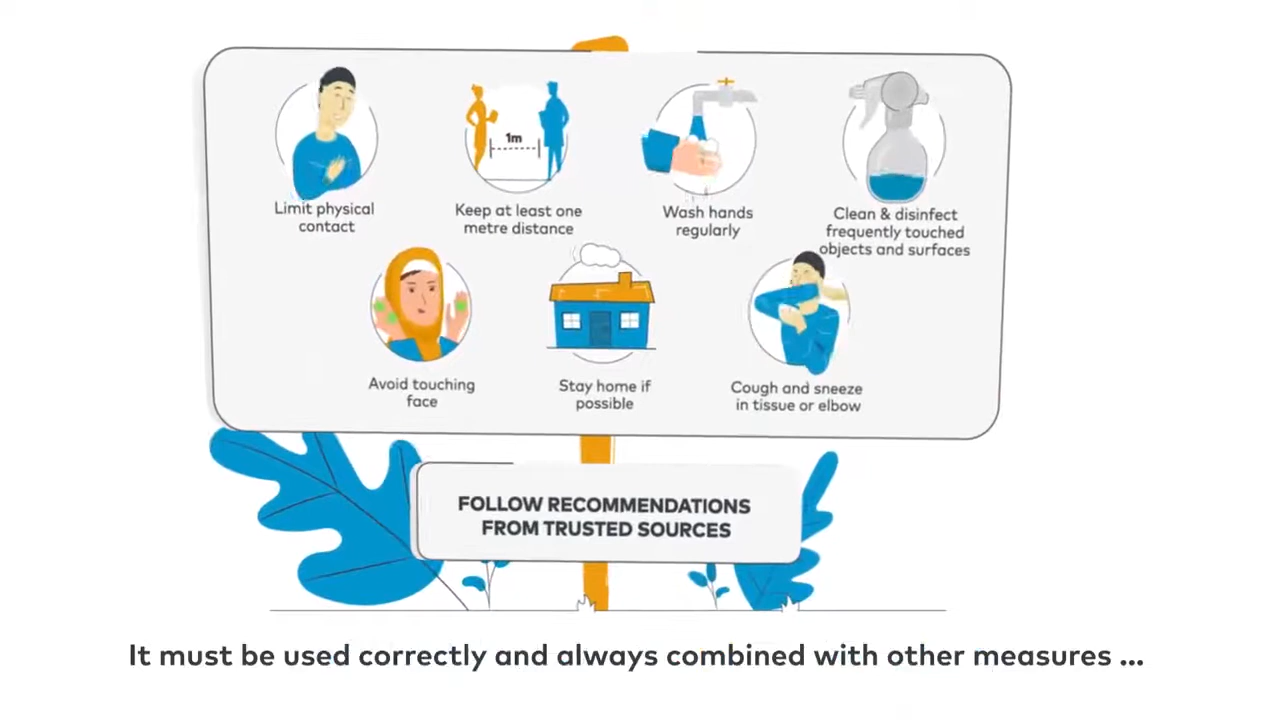 1m
Limit physical
contact
Keep at least one
metre distance
Wash hands
regularly
Clean & disinfect
frequently touched
objects and surfaces
Avoid touching
face
Stay home if
possible
Cough and sneeze
in tissue or elbow
FOLLOW RECOMMENDATIONS
FROM TRUSTED SOURCES
It must be used correctly and always combined with other measures ...